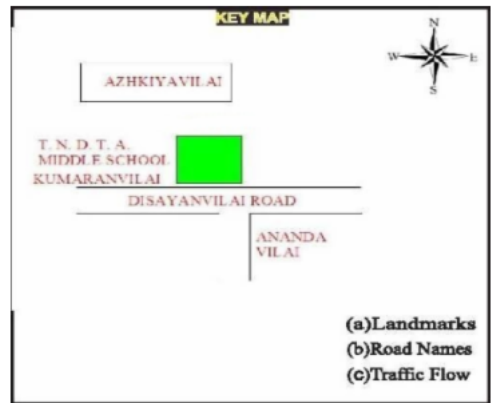 KEY MAP
N
W
E
S
AZHKIYAVILAI
T. N. D. T. A.
MIDDLE SCHOOL
KUMARANVILAI
DISAYANVILAI ROAD
ANANDA
VILAI
(a)Landmarks
(b)Road Names
(c)Traffic Flow